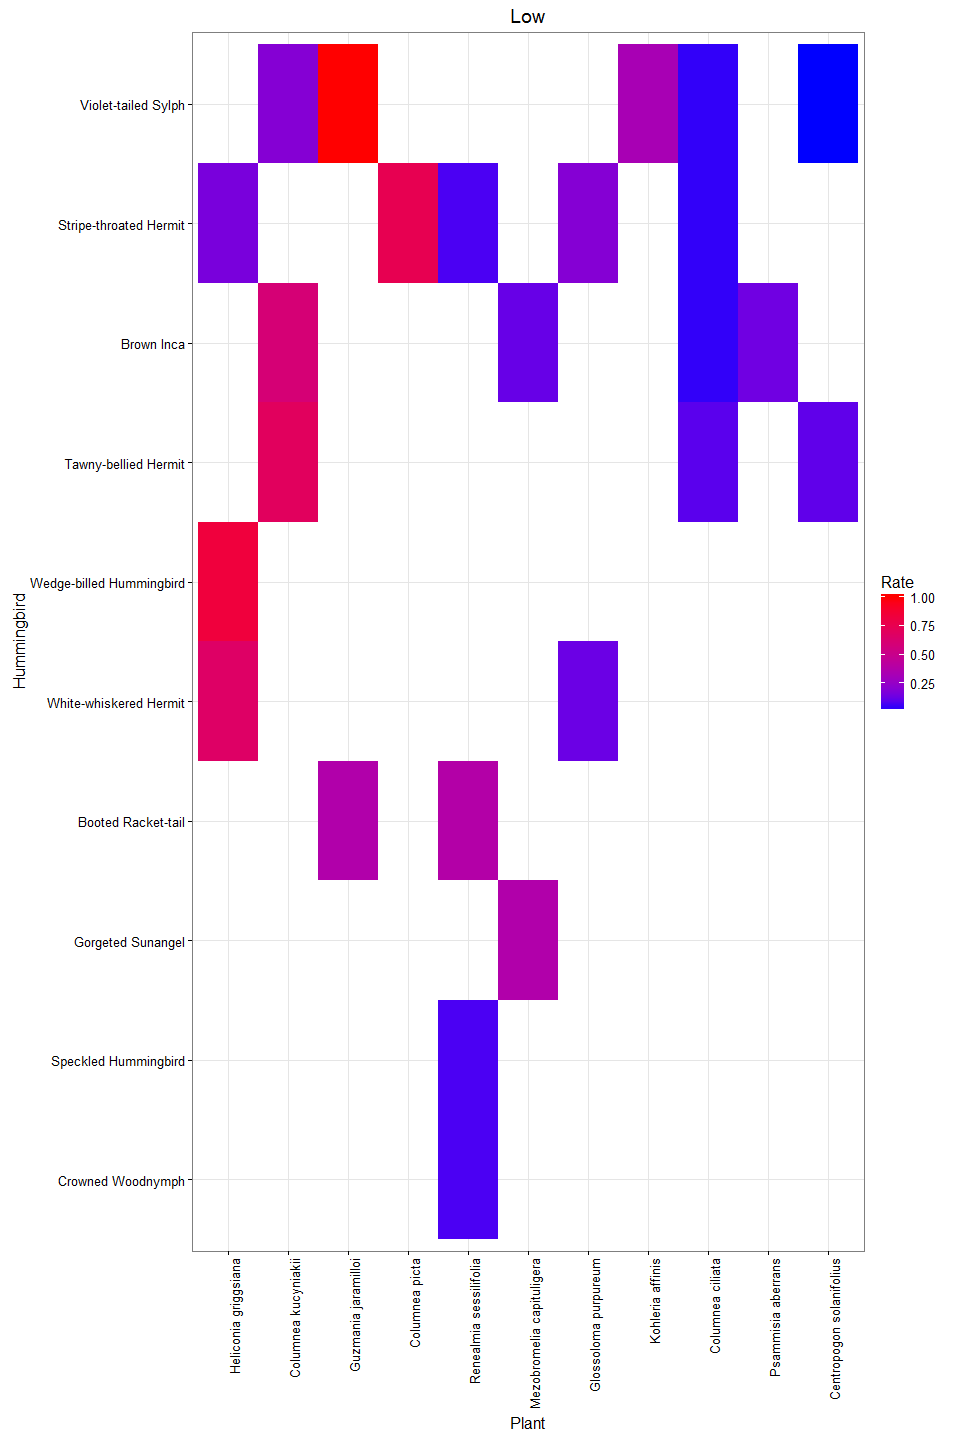 Low
Violet-tailed Sylph
Stripe-throated Hermit
Brown Inca
Tawny-bellied Hermit
Wedge-billed Hummingbird
White-whiskered Hermit
Booted Racket-tail
Gorgeted Sunangel
Speckled Hummingbird
Crowned Woodnymph
Hummingbird
Rate
1.00
0.75
0.50
0.25
Heliconia griggsiana
Columnea kucyniakii
Guzmania jaramilloi
Columnea picta
Renealmia sessilifolia
Mezobromelia capituligera
Glossoloma purpureum
Kohleria affinis
Columnea ciliata
Psammisia aberrans
Centropogon solanifolius
Plant